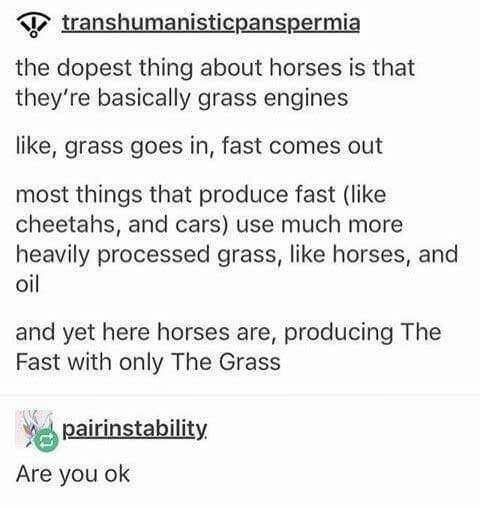 transhumanisticpanspermia
the dopest thing about horses is that
they're basically grass engines
like, grass goes in, fast comes out
most things that produce fast (like
cheetahs, and cars) use much more
heavily processed grass, like horses, and
oil
and yet here horses are, producing The
Fast with only The Grass
pairinstability
Are you ok